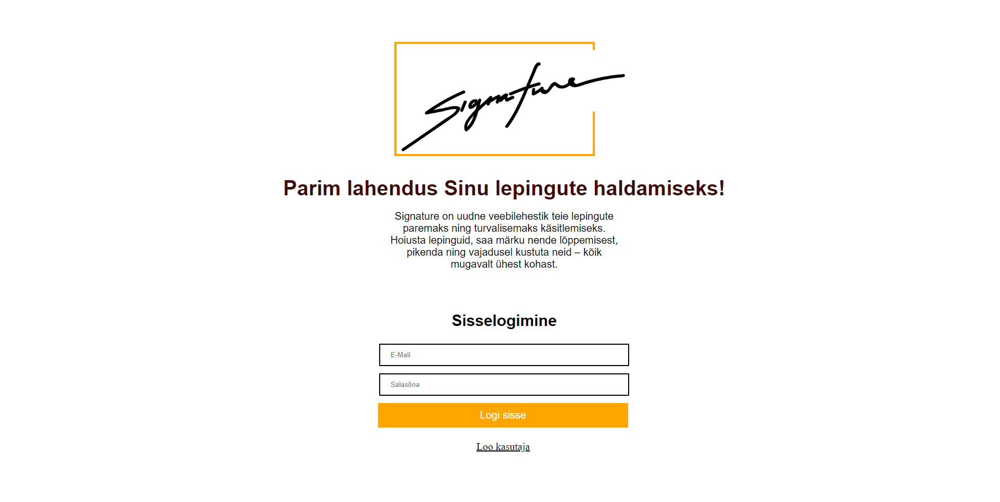 Signature
Parim lahendus Sinu lepingute haldamiseks!
Signature on uudne veebilehestik teie lepingute
paremaks ning turvalisemaks käsitlemiseks.
Hoiusta lepinguid, saa märku nende lõppemisest,
pikenda ning vajadusel kustuta neid – kõik
mugavalt ühest kohast.
Sisselogimine
E-Mail
Salasõna
Logi sisse
Loo kasutaja